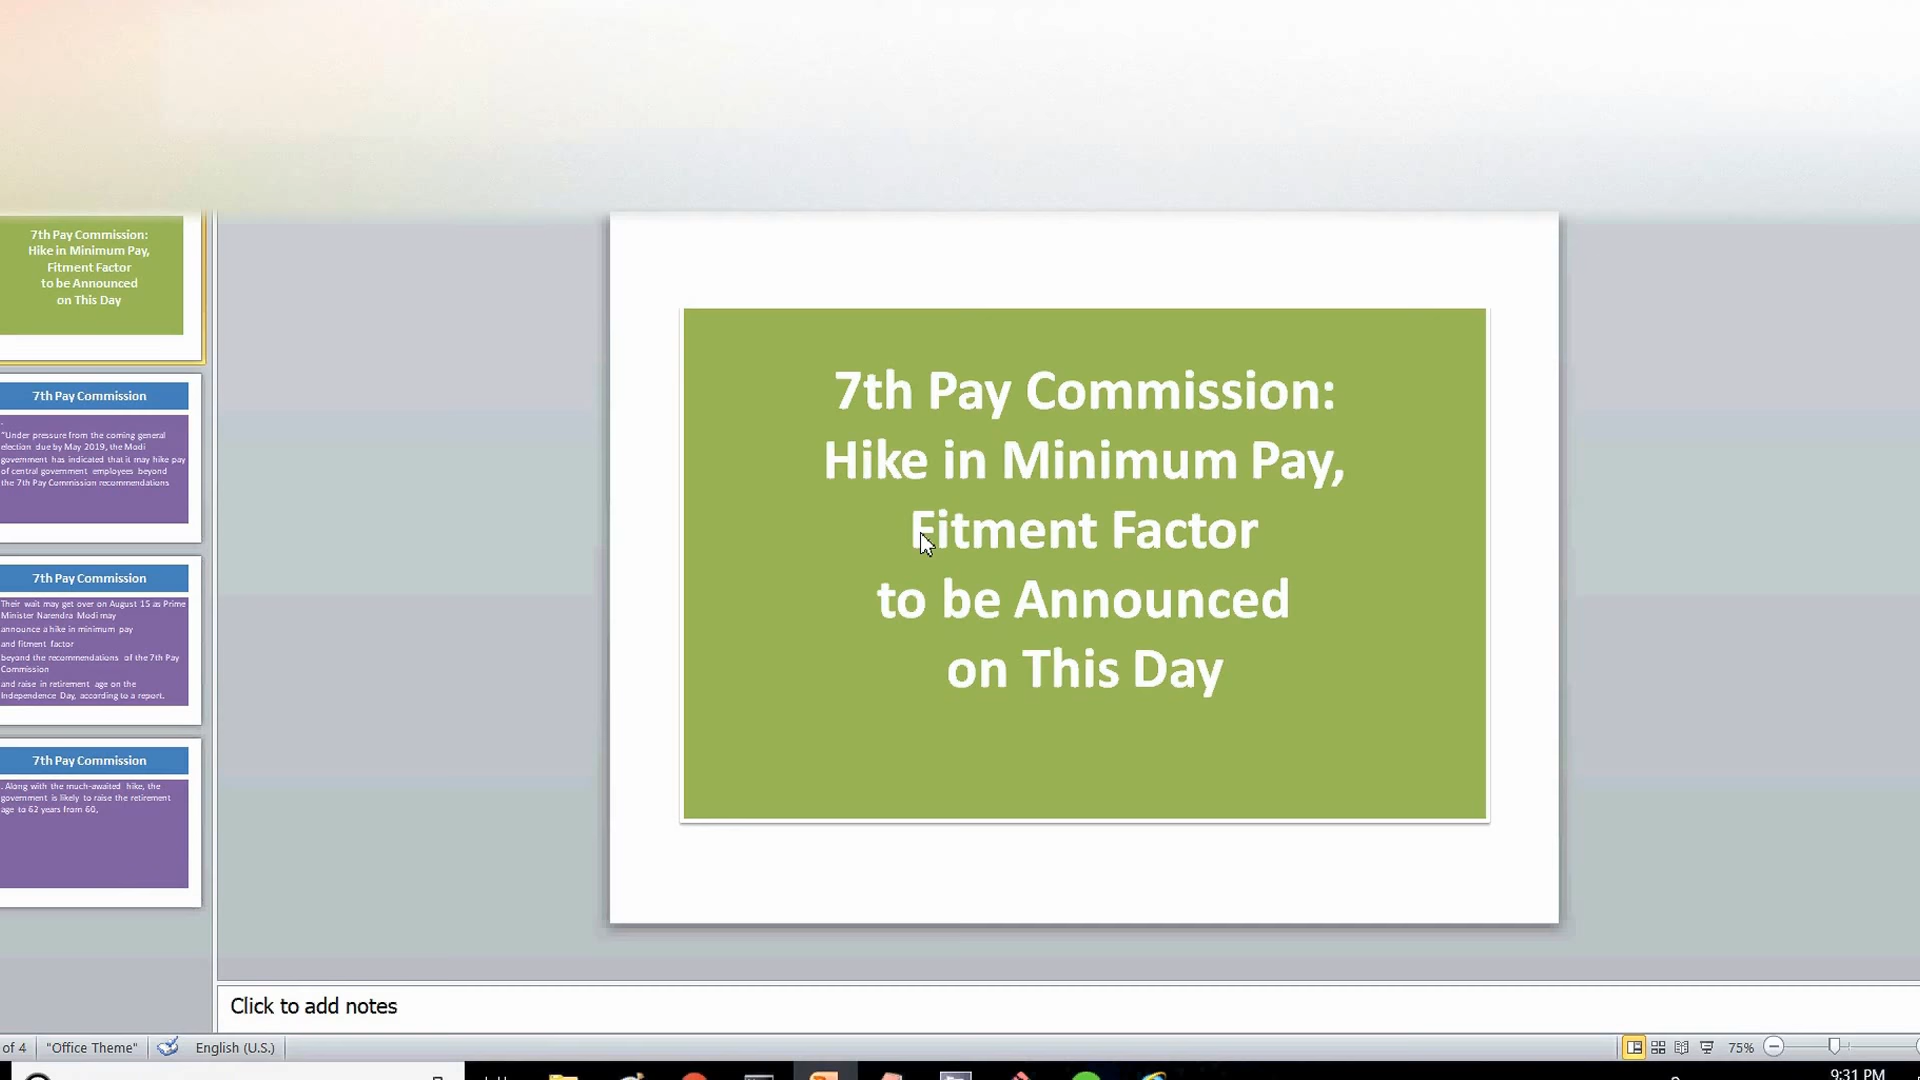 7th Pay Commission:
Hike in Minimum Pay,
Fitment Factor
to be Announced
on This Day
7th Pay Commission
.
"Under pressure from the coming general
election due by May 2019, the Modi
government has indicated that it may hike pay
of central government employees beyond
the 7th Pay Commission recommendations
7th Pay Commission
Their wait may get over on August 15 as Prime
Minister Narendra Modi may
announce a hike in minimum pay
and fitment factor
beyond the recommendations of the 7th Pay
Commission
and raise in retirement age on the
Independence Day, according to a report.
7th Pay Commission
. Along with the much-awaited hike, the
government is likely to raise the retirement
age to 62 years from 60,
7th Pay Commission:
Hike in Minimum Pay,
Fitment Factor
to be Announced
on This Day
Click to add notes
of 4 "Office Theme" English (U.S.) 75%
9:31 PM